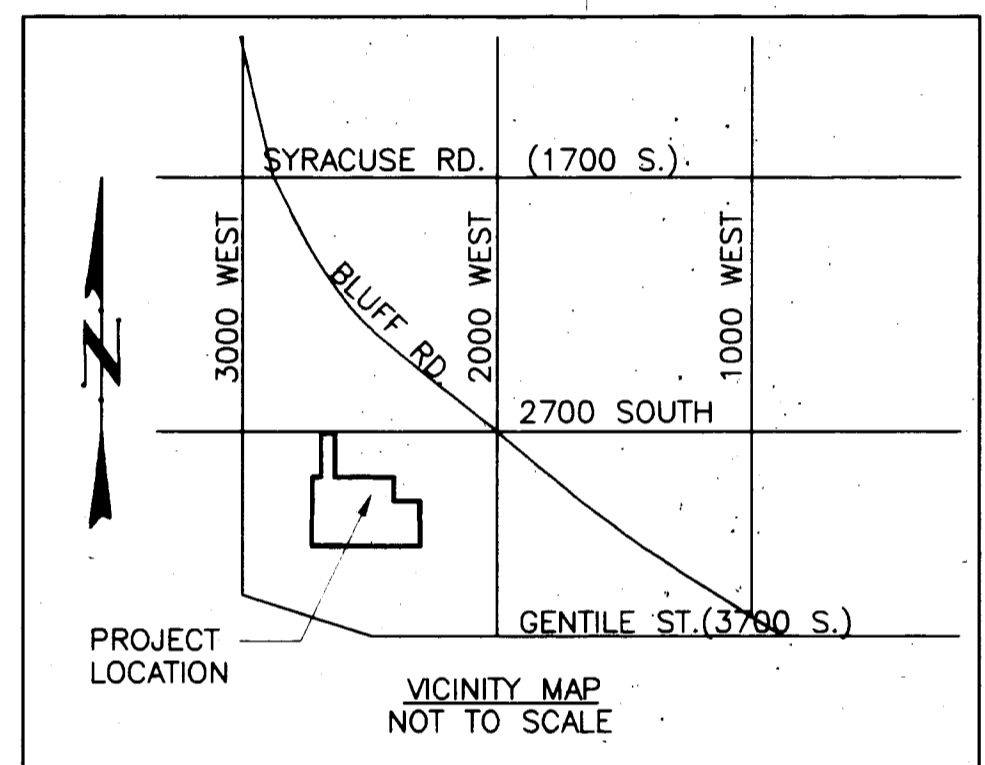 SYRACUSE RD. (1700 S.)
3000 WEST
BLUFF RD.
2000 WEST
1000 WEST
N
2700 SOUTH
PROJECT
LOCATION
GENTILE ST.(3700 S.)
VICINITY MAP
NOT TO SCALE